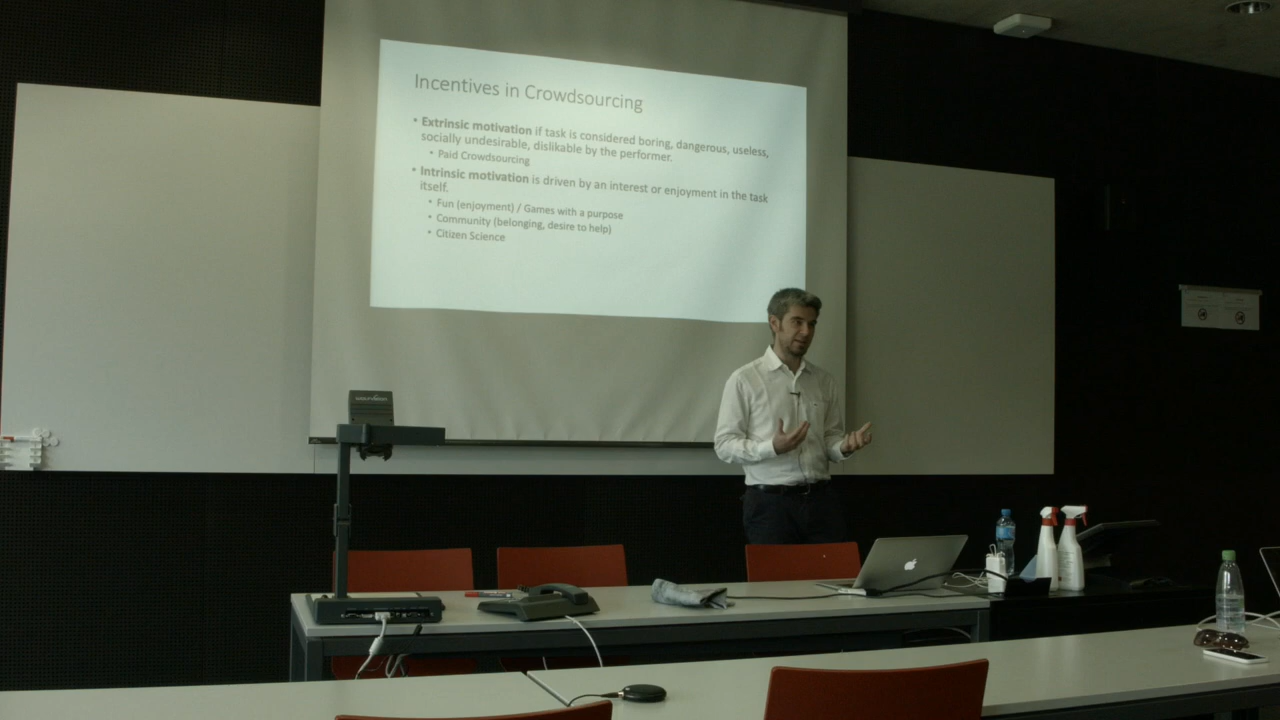 Incentives in Crowdsourcing
• Extrinsic motivation if task is considered boring, dangerous, useless,
socially undesirable, dislikable by the performer.
• Paid Crowdsourcing
• Intrinsic motivation is driven by an interest or enjoyment in the task
itself.
• Fun (enjoyment) / Games with a purpose
• Community (belonging, desire to help)
• Citizen Science